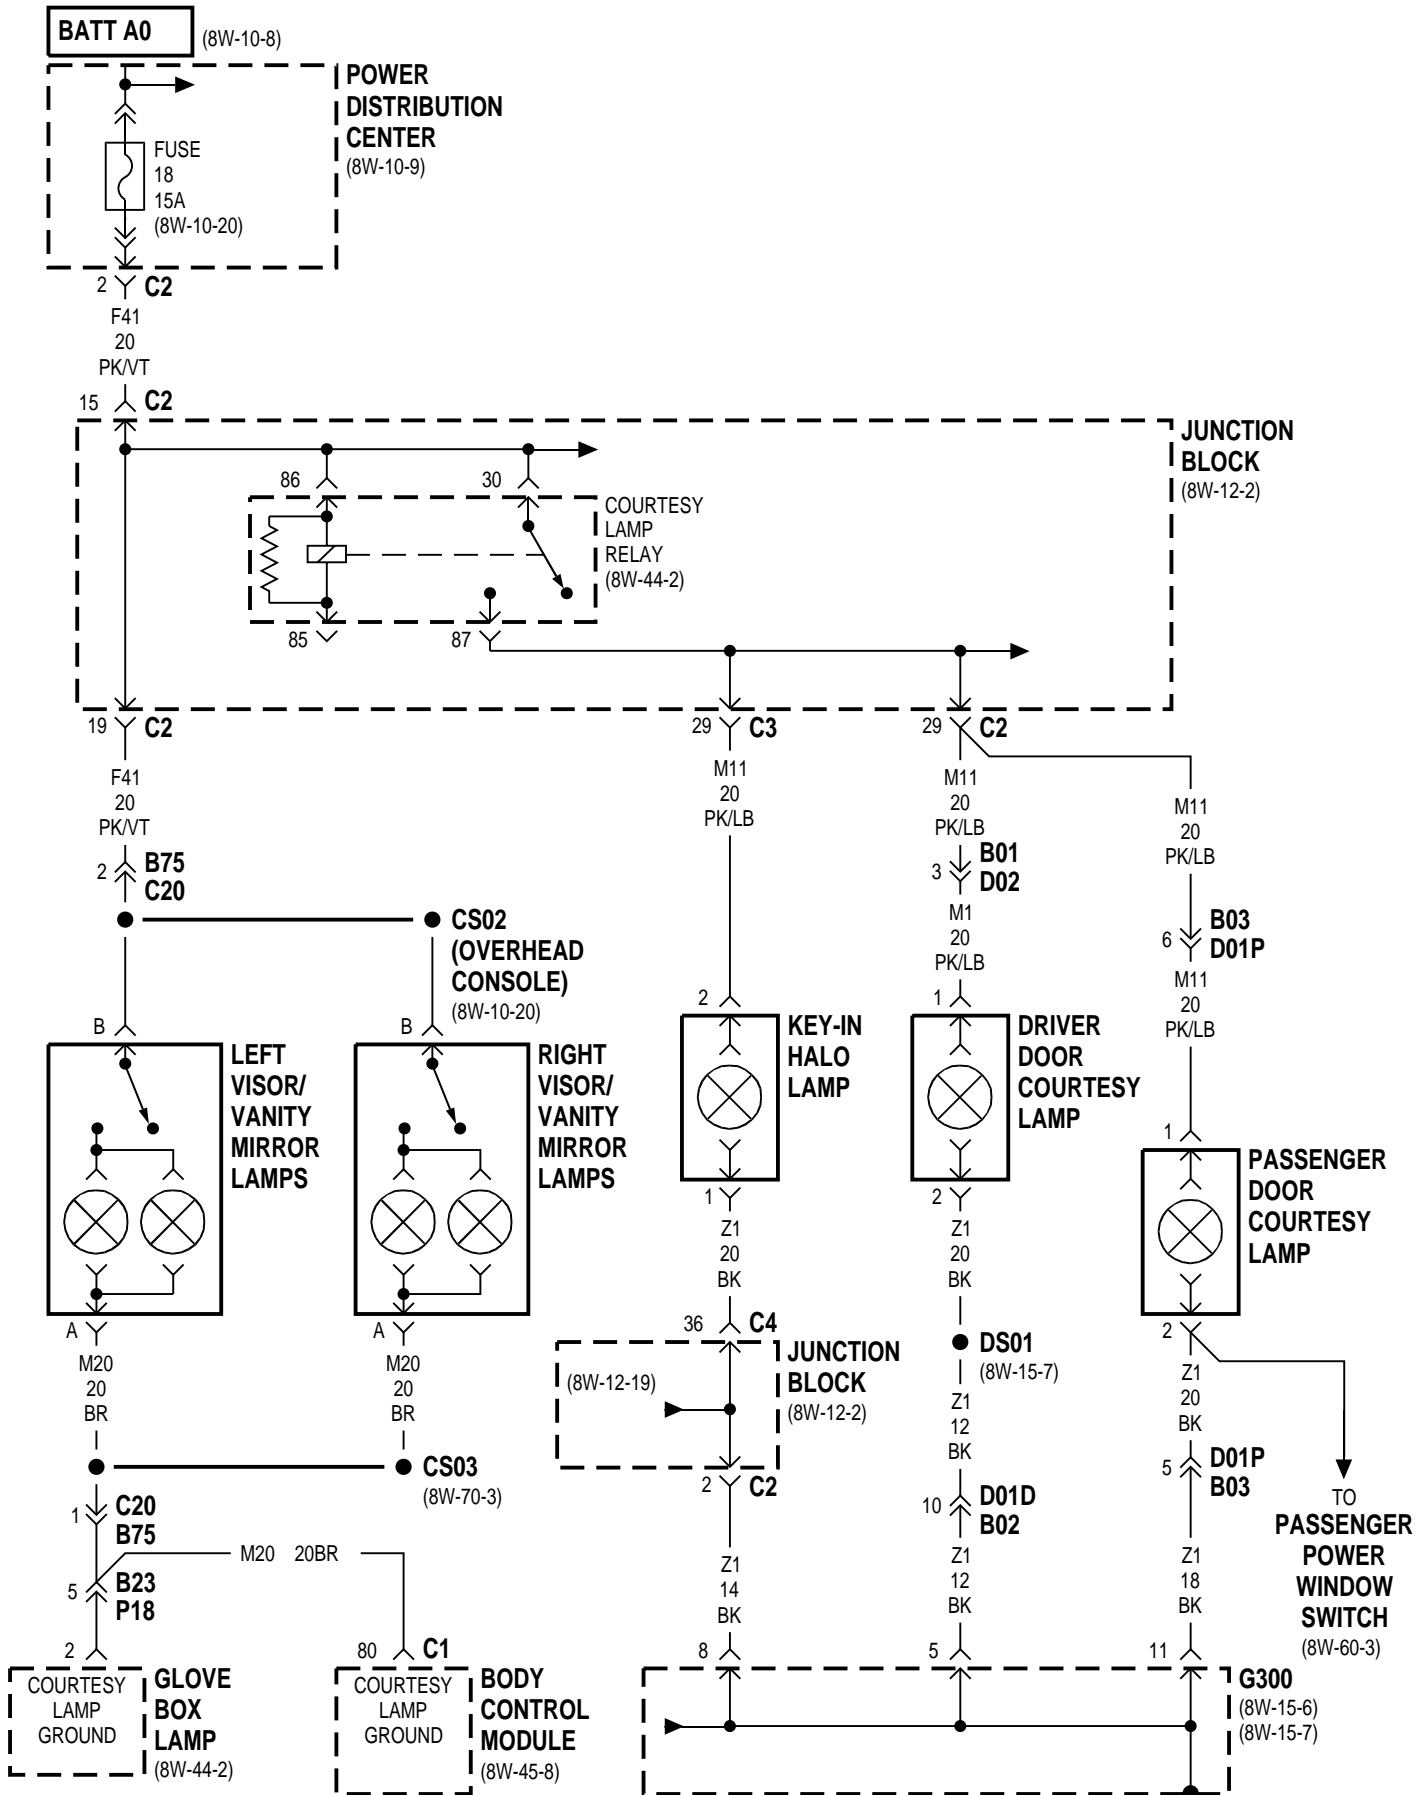 BATT A0
(8W-10-8)
POWER
DISTRIBUTION
CENTER
(8W-10-9)
FUSE
18
15A
(8W-10-20)
2 C2
F41
20
PK/VT
15 C2
JUNCTION
BLOCK
(8W-12-2)
86
30
COURTESY
LAMP
RELAY
(8W-44-2)
85
87
19 C2
29 C3
29 C2
F41
20
PK/VT
M11
20
PK/LB
M11
20
PK/LB
M11
20
PK/LB
2 B75
C20
3 B01
D02
M1
20
PK/LB
6 B03
D01P
M11
20
PK/LB
CS02
(OVERHEAD
CONSOLE)
(8W-10-20)
B
LEFT
VISOR/
VANITY
MIRROR
LAMPS
B
RIGHT
VISOR/
VANITY
MIRROR
LAMPS
2
KEY-IN
HALO
LAMP
1
DRIVER
DOOR
COURTESY
LAMP
1
PASSENGER
DOOR
COURTESY
LAMP
1
Z1
20
BK
2
Z1
20
BK
2
Z1
20
BK
A
M20
20
BR
A
M20
20
BR
36 C4
JUNCTION
BLOCK
(8W-12-2)
(8W-12-19)
2 C2
DS01
(8W-15-7)
Z1
12
BK
CS03
(8W-70-3)
1 C20
B75
M20 20BR
5 B23
P18
10 D01D
B02
5 D01P
B03
TO
PASSENGER
POWER
WINDOW
SWITCH
(8W-60-3)
Z1
14
BK
Z1
12
BK
Z1
18
BK
2
COURTESY
LAMP
GROUND
GLOVE
BOX
LAMP
(8W-44-2)
80 C1
COURTESY
LAMP
GROUND
BODY
CONTROL
MODULE
(8W-45-8)
8
5
11
G300
(8W-15-6)
(8W-15-7)